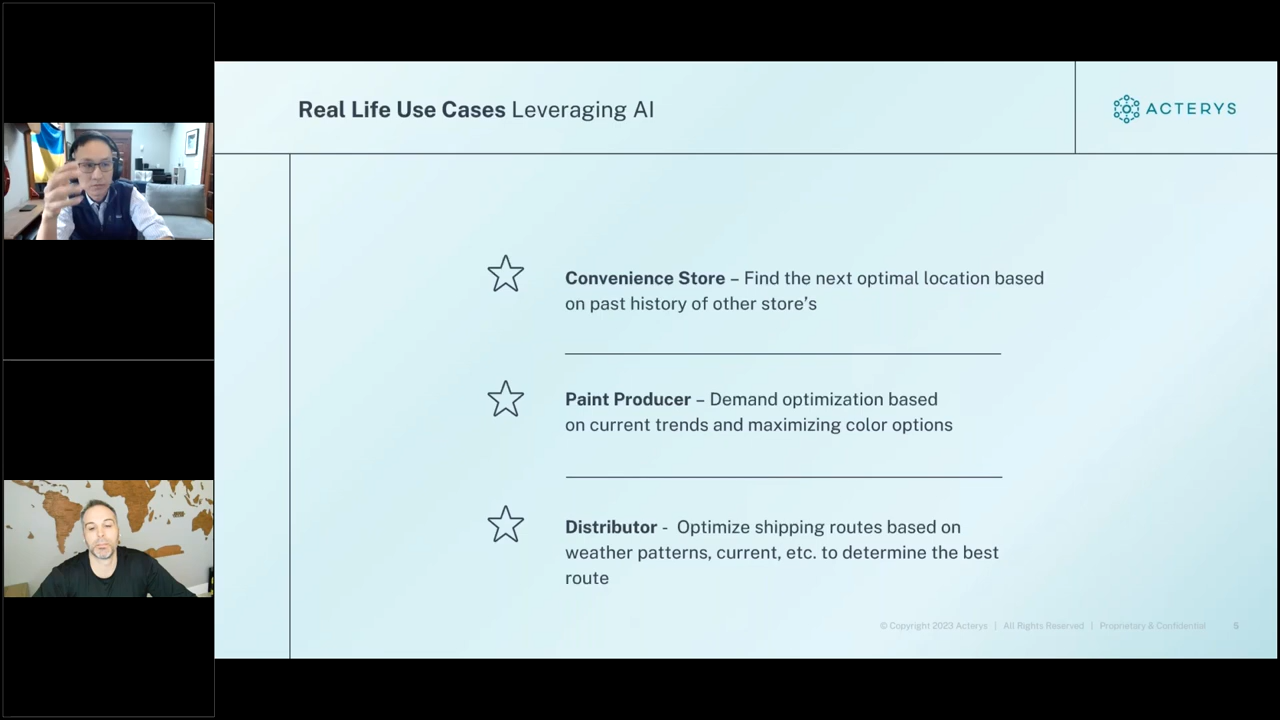 Real Life Use Cases Leveraging AI
ACTERYS
Convenience Store – Find the next optimal location based
on past history of other store’s
Paint Producer – Demand optimization based
on current trends and maximizing color options
Distributor - Optimize shipping routes based on
weather patterns, current, etc. to determine the best
route
© Copyright 2023 Acterys | All Rights Reserved | Proprietary & Confidential 5